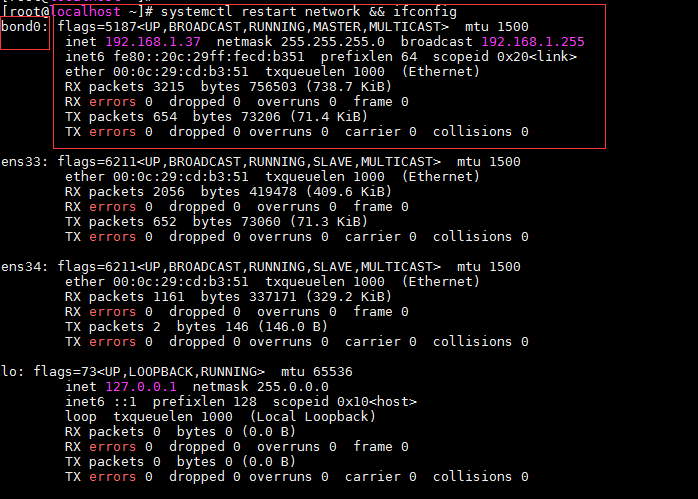 [root@localhost ~]# systemctl restart network && ifconfig
bond0: flags=5187<UP,BROADCAST,RUNNING,MASTER,MULTICAST>  mtu 1500
        inet 192.168.1.37  netmask 255.255.255.0  broadcast 192.168.1.255
        inet6 fe80::20c:29ff:fecd:b351  prefixlen 64  scopeid 0x20<link>
        ether 00:0c:29:cd:b3:51  txqueuelen 1000  (Ethernet)
        RX packets 3215  bytes 756503 (738.7 KiB)
        RX errors 0  dropped 0  overruns 0  frame 0
        TX packets 654  bytes 73206 (71.4 KiB)
        TX errors 0  dropped 0 overruns 0  carrier 0  collisions 0
ens33: flags=6211<UP,BROADCAST,RUNNING,SLAVE,MULTICAST>  mtu 1500
        ether 00:0c:29:cd:b3:51  txqueuelen 1000  (Ethernet)
        RX packets 2056  bytes 419478 (409.6 KiB)
        RX errors 0  dropped 0  overruns 0  frame 0
        TX packets 652  bytes 73060 (71.3 KiB)
        TX errors 0  dropped 0 overruns 0  carrier 0  collisions 0
ens34: flags=6211<UP,BROADCAST,RUNNING,SLAVE,MULTICAST>  mtu 1500
        ether 00:0c:29:cd:b3:51  txqueuelen 1000  (Ethernet)
        RX packets 1161  bytes 337171 (329.2 KiB)
        RX errors 0  dropped 0  overruns 0  frame 0
        TX packets 2  bytes 146 (146.0 B)
        TX errors 0  dropped 0 overruns 0  carrier 0  collisions 0
lo: flags=73<UP,LOOPBACK,RUNNING>  mtu 65536
        inet 127.0.0.1  netmask 255.0.0.0
        inet6 ::1  prefixlen 128  scopeid 0x10<host>
        loop  txqueuelen 1000  (Local Loopback)
        RX packets 0  bytes 0 (0.0 B)
        RX errors 0  dropped 0  overruns 0  frame 0
        TX packets 0  bytes 0 (0.0 B)
        TX errors 0  dropped 0 overruns 0  carrier 0  collisions 0